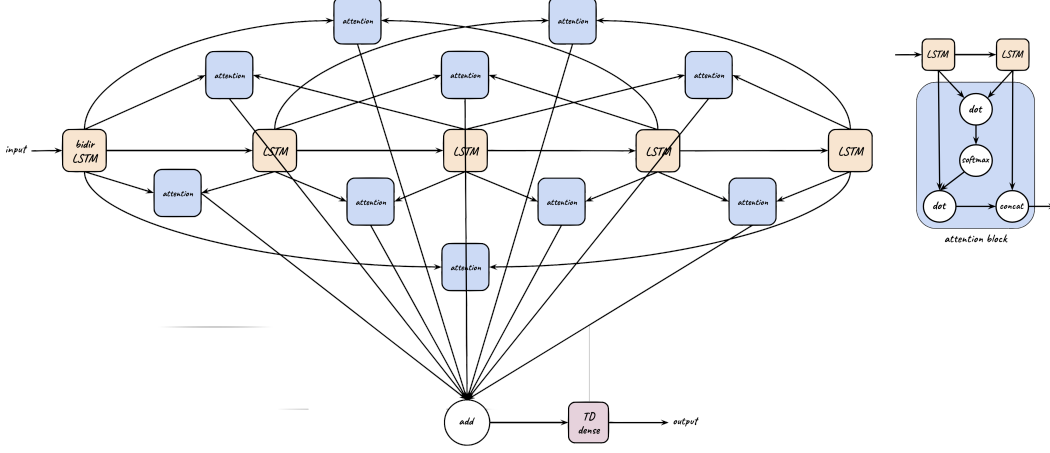 attention
attention
attention
attention
attention
input
bidir
LSTM
LSTM
LSTM
LSTM
LSTM
attention
attention
attention
attention
attention
add
TD
dense
output
LSTM
LSTM
dot
softmax
dot
concat
attention block